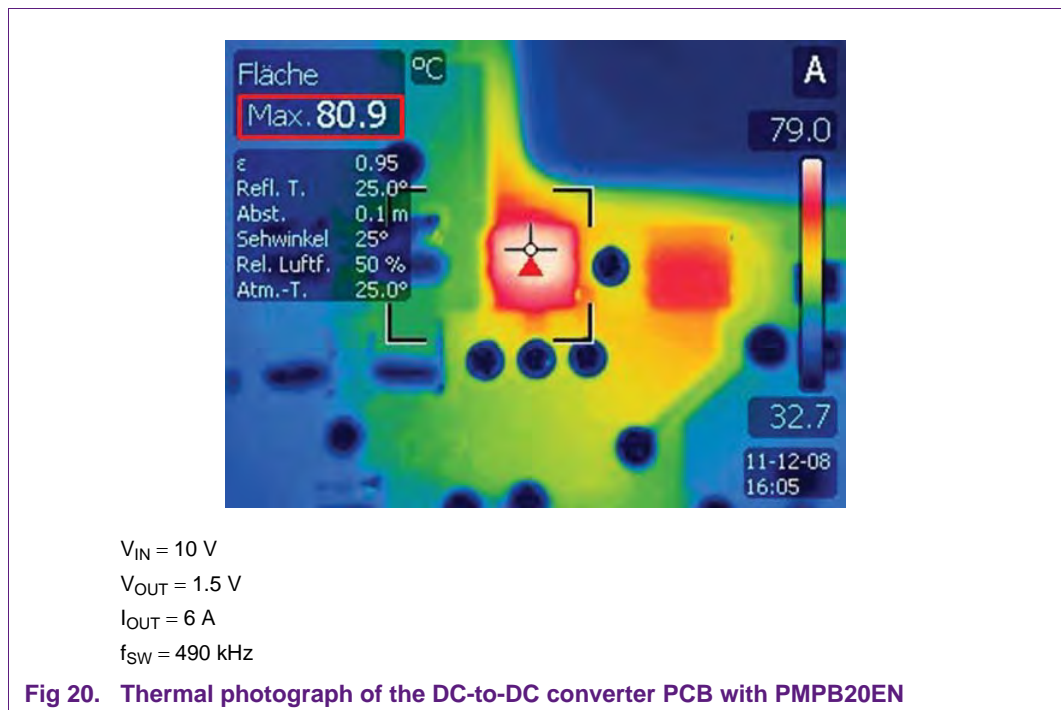 Fläche
°C
Max. 80.9
ε 0.95
Refl. T. 25.0°
Abst. 0.1 m
Sehwinkel 25°
Rel. Luftf. 50 %
Atm.-T. 25.0°
A
79.0
32.7
11-12-08
16:05
VIN = 10 V
VOUT = 1.5 V
IOUT = 6 A
fSW = 490 kHz
Fig 20. Thermal photograph of the DC-to-DC converter PCB with PMPB20EN